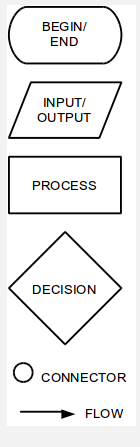 BEGIN/
END
INPUT/
OUTPUT
PROCESS
DECISION
CONNECTOR
FLOW